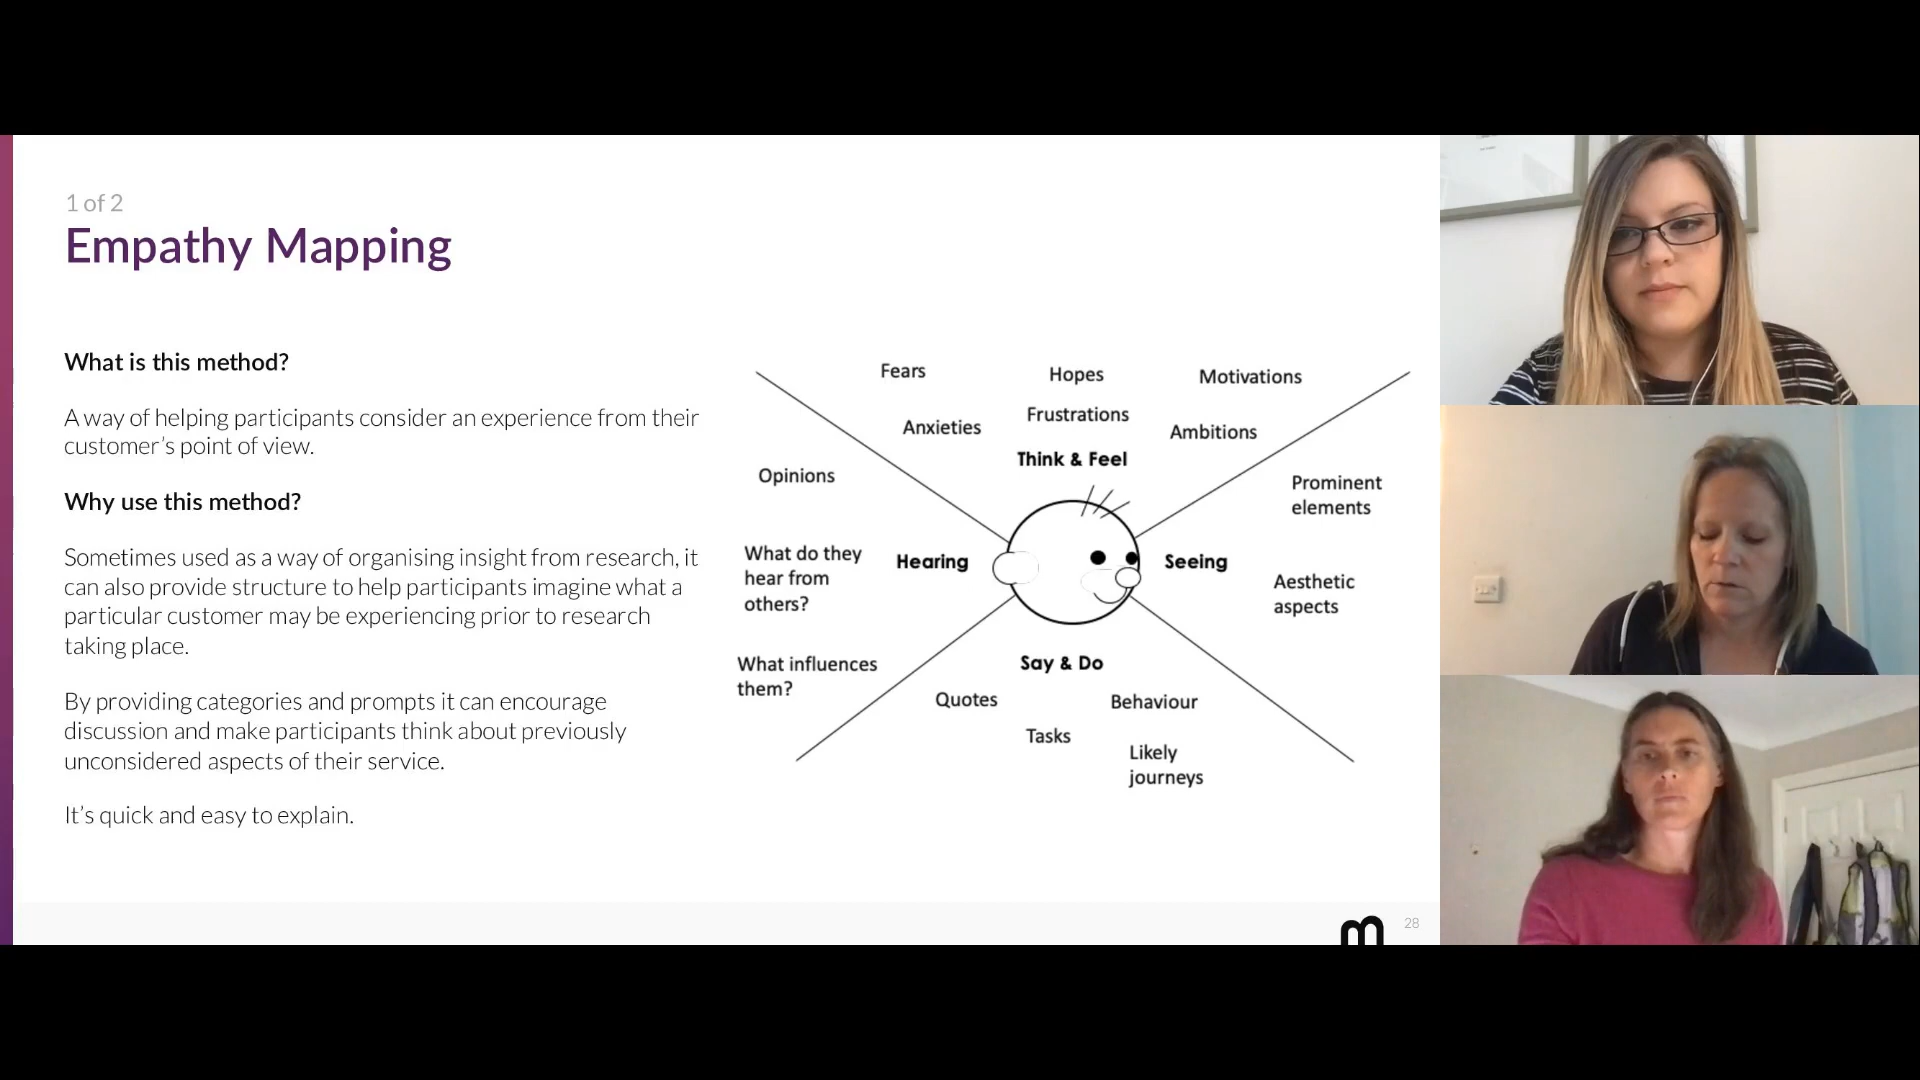 1 of 2
Empathy Mapping
What is this method?
A way of helping participants consider an experience from their
customer's point of view.
Why use this method?
Sometimes used as a way of organising insight from research, it
can also provide structure to help participants imagine what a
particular customer may be experiencing prior to research
taking place.
By providing categories and prompts it can encourage
discussion and make participants think about previously
unconsidered aspects of their service.
It's quick and easy to explain.
Fears
Hopes
Motivations
Anxieties
Frustrations
Ambitions
Think & Feel
Opinions
What do they
hear from
others?
Hearing
What influences
them?
Seeing
Prominent
elements
Aesthetic
aspects
Say & Do
Quotes
Behaviour
Tasks
Likely
journeys
m
28